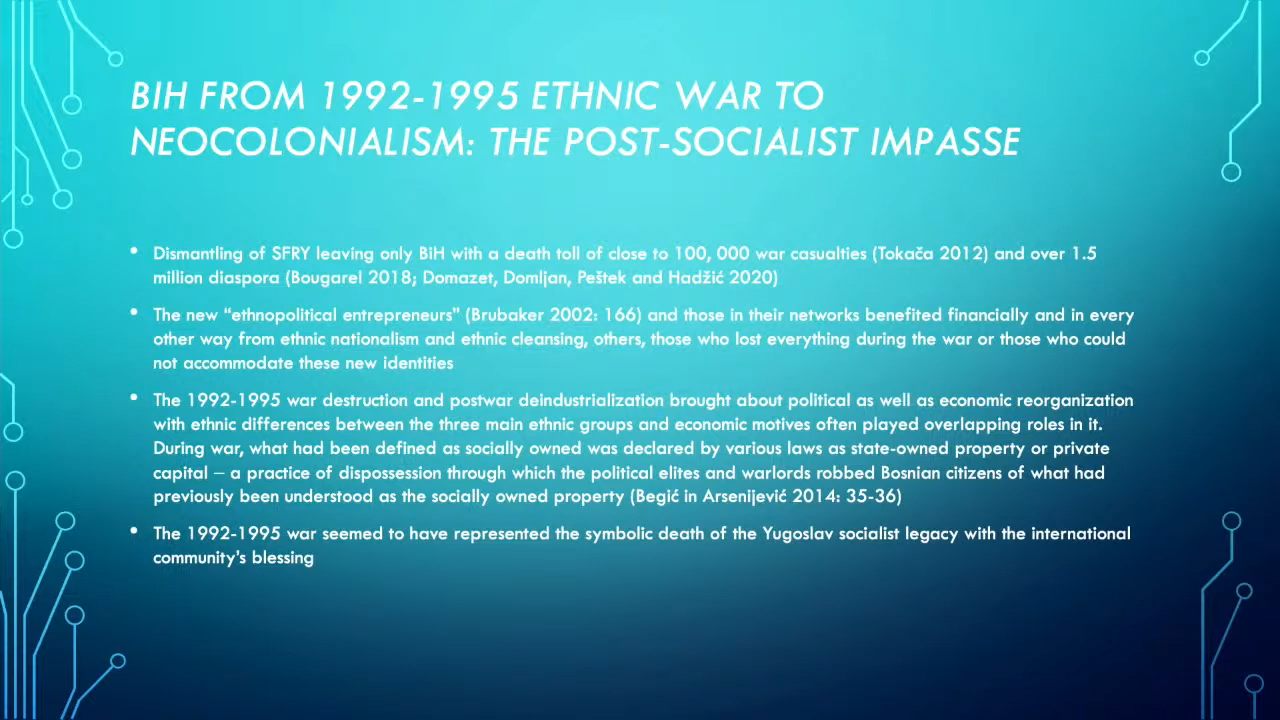 BIH FROM 1992-1995 ETHNIC WAR TO
NEOCOLONIALISM: THE POST-SOCIALIST IMPASSE
• Dismantling of SFRY leaving only BiH with a death toll of close to 100, 000 war casualties (Tokača 2012) and over 1.5
million diaspora (Bougarel 2018; Domazet, Domljan, Peštek and Hadžić 2020)
• The new “ethnopolitical entrepreneurs" (Brubaker 2002: 166) and those in their networks benefited financially and in every
other way from ethnic nationalism and ethnic cleansing, others, those who lost everything during the war or those who could
not accommodate these new identities
• The 1992-1995 war destruction and postwar deindustrialization brought about political as well as economic reorganization
with ethnic differences between the three main ethnic groups and economic motives often played overlapping roles in it.
During war, what had been defined as socially owned was declared by various laws as state-owned property or private
capital – a practice of dispossession through which the political elites and warlords robbed Bosnian citizens of what had
previously been understood as the socially owned property (Begić in Arsenijević 2014: 35-36)
• The 1992-1995 war seemed to have represented the symbolic death of the Yugoslav socialist legacy with the international
community's blessing